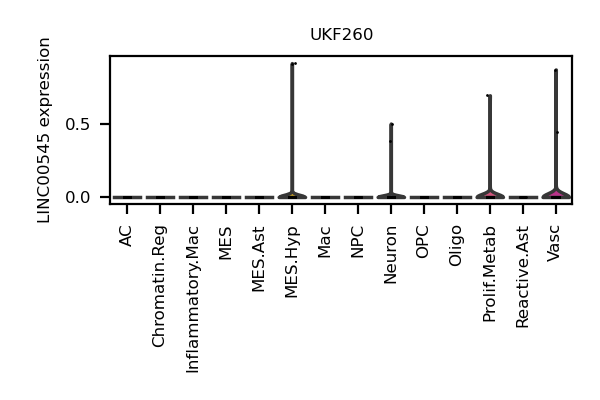 UKF260
LINC00545 expression
0.5
0.0
AC
Chromatin.Reg
Inflammatory.Mac
MES
MES.Ast
MES.Hyp
Mac
NPC
Neuron
OPC
Oligo
Prolif.Metab
Reactive.Ast
Vasc